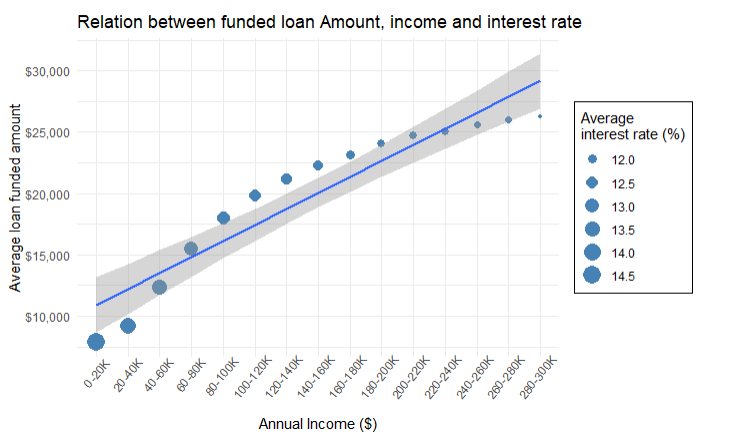 Relation between funded loan Amount, income and interest rate
Average loan funded amount
$30,000
$25,000
$20,000
$15,000
$10,000
0-20K
20-40K
40-60K
60-80K
80-100K
100-120K
120-140K
140-160K
160-180K
180-200K
200-220K
220-240K
240-260K
260-280K
280-300K
Annual Income ($)
Average
interest rate (%)
12.0
12.5
13.0
13.5
14.0
14.5